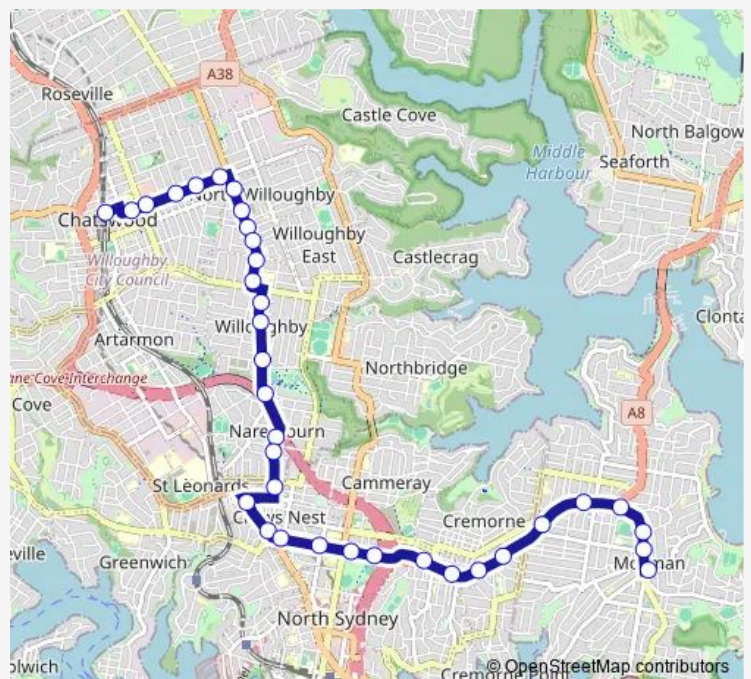 A38
Roseville
Castle Cove
North Balgow
Middle
Harbour
Seaforth
North Willoughby
Chatswood
Willoughby
East
Castlecrag
Willoughby
City Council
Clonta
Artarmon
Willoughby
Northbridge
ane Cove Interchange
Cove
A8
Naremburn
St Leonards
Cammeray
Crows Nest
Cremorne
eville
Greenwich
Mosman
North Sydney
olwich
Cremorne Point
© OpenStreetMap contributors